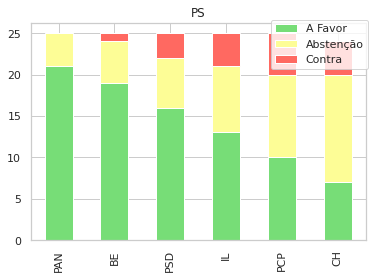 PS
A Favor
Abstenção
Contra
25
20
15
10
5
0
PAN
BE
PSD
IL
PCP
CH